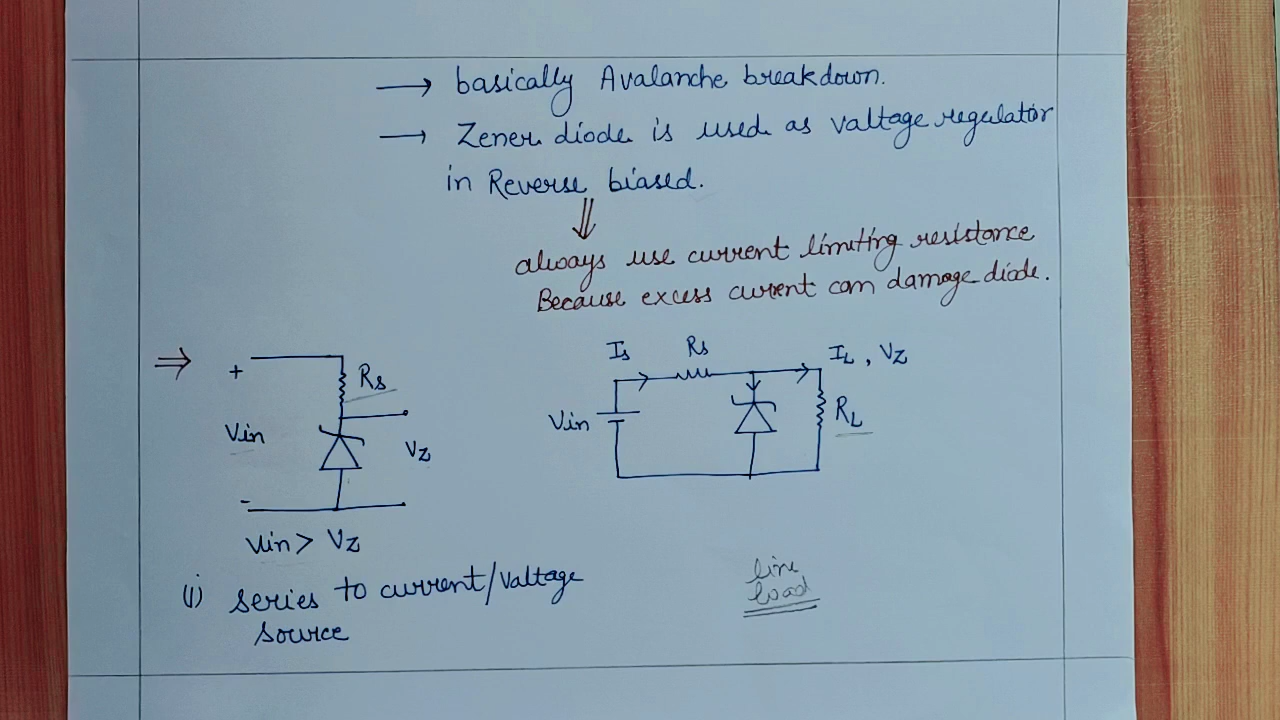 → basically Avalanche breakdown.
→ Zener diode is used as valtage regulator
in Reverse biased.
⇓
always use current limiting resistance
Because excess current can damage diode.
⇒
+
Rs
Vin
Vz
-
Vin > Vz
Is
Rs
IL , Vz
Vin
RL
(i) series to current/valtage
source
line
load